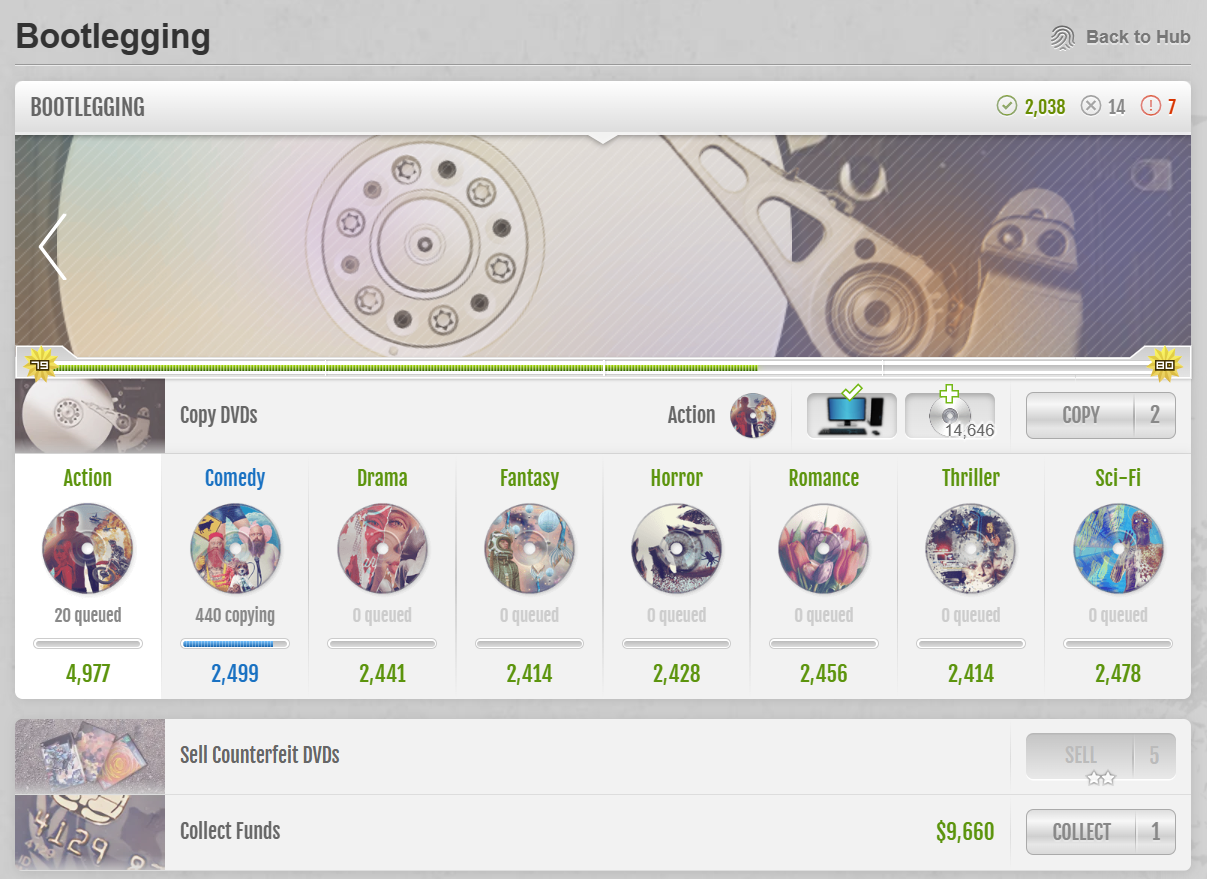 Bootlegging
Back to Hub
BOOTLEGGING
2,038
14
7
79
80
Copy DVDs
Action
14,646
COPY 2
Action
Comedy
Drama
Fantasy
Horror
Romance
Thriller
Sci-Fi
20 queued
440 copying
0 queued
0 queued
0 queued
0 queued
0 queued
0 queued
4,977
2,499
2,441
2,414
2,428
2,456
2,414
2,478
Sell Counterfeit DVDs
SELL 5
4129
Collect Funds
$9,660
COLLECT 1